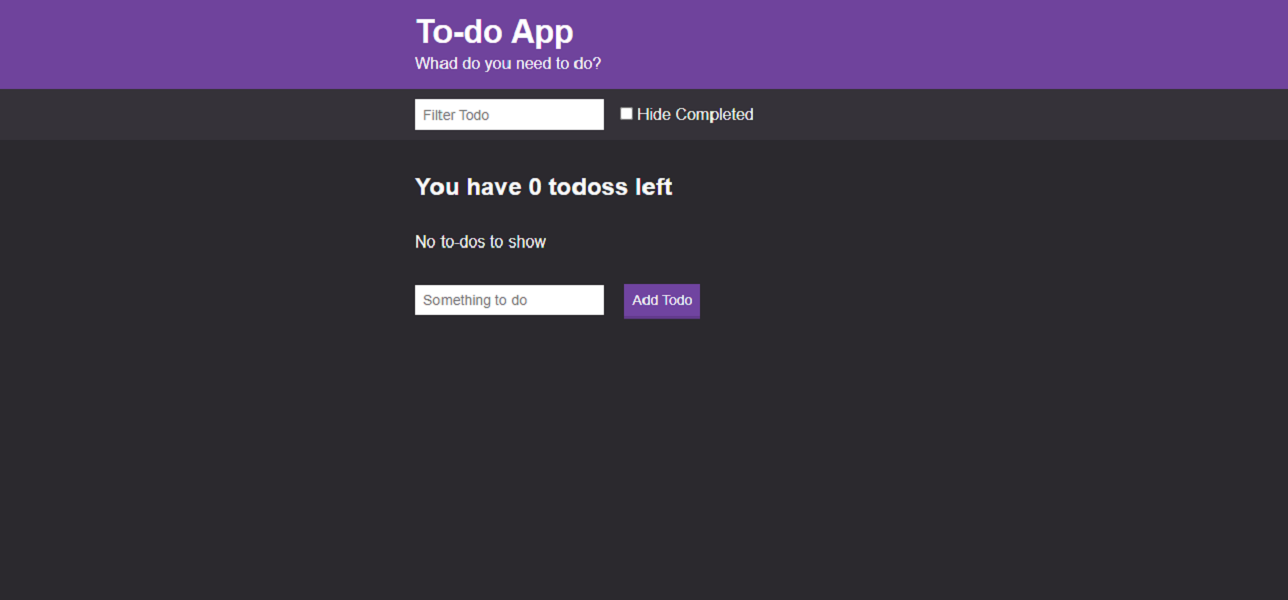 To-do App
Whad do you need to do?
Filter Todo Hide Completed
You have 0 todoss left
No to-dos to show
Something to do Add Todo